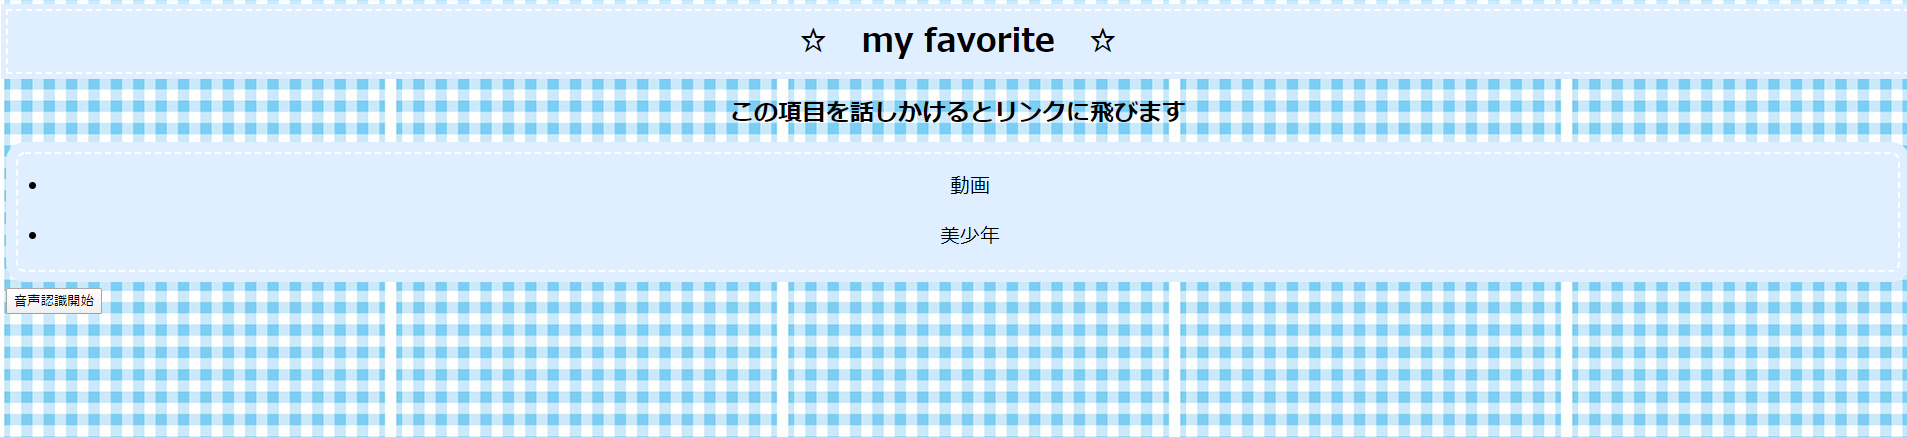 ☆　my favorite　☆
この項目を話しかけるとリンクに飛びます
動画
美少年
音声認識開始